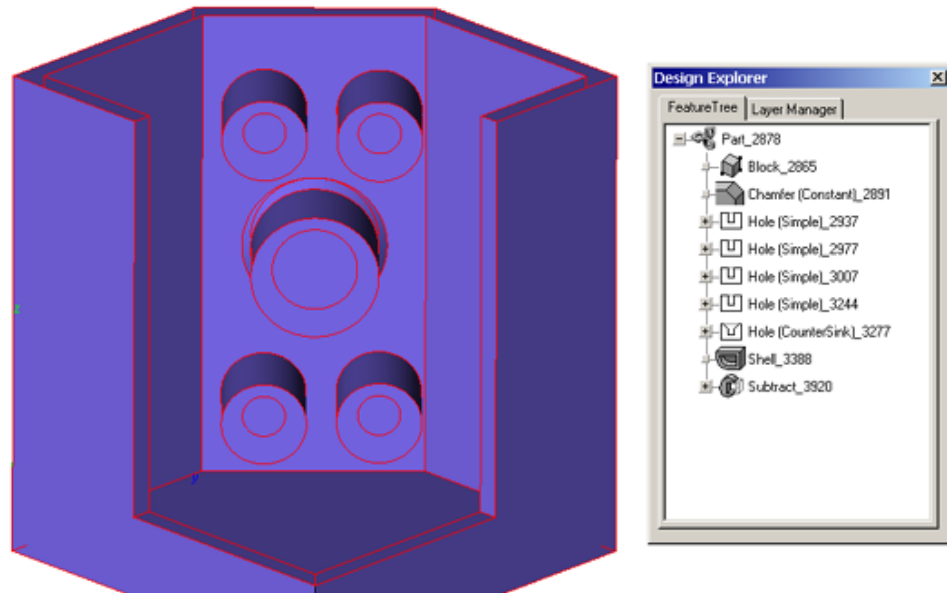 Design Explorer
FeatureTree Layer Manager
Part_2878
Block_2865
Chamfer (Constant)_2891
Hole (Simple)_2937
Hole (Simple)_2977
Hole (Simple)_3007
Hole (Simple)_3244
Hole (CounterSink)_3277
Shell_3388
Subtract_3920
z
y